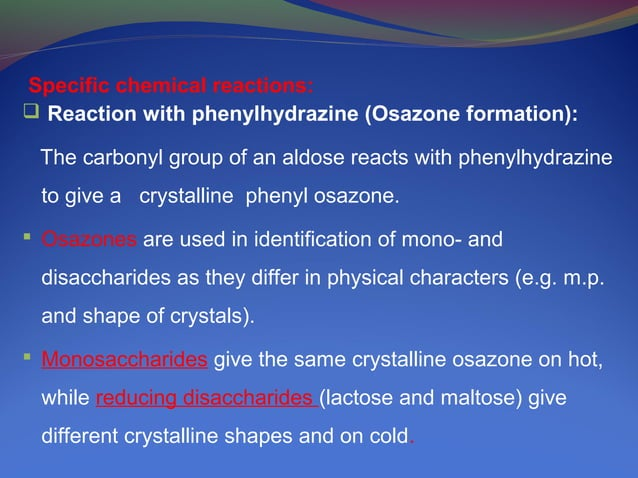 Specific chemical reactions:
Reaction with phenylhydrazine (Osazone formation):
The carbonyl group of an aldose reacts with phenylhydrazine
to give a crystalline phenyl osazone.
Osazones are used in identification of mono- and
disaccharides as they differ in physical characters (e.g. m.p.
and shape of crystals).
Monosaccharides give the same crystalline osazone on hot,
while reducing disaccharides (lactose and maltose) give
different crystalline shapes and on cold.